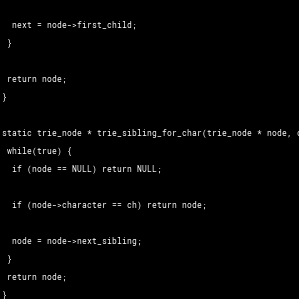 next = node->first_child;
}
return node;
}
static trie_node * trie_sibling_for_char(trie_node * node,
while(true) {
if (node == NULL) return NULL;
if (node->character == ch) return node;
node = node->next_sibling;
}
return node;
}